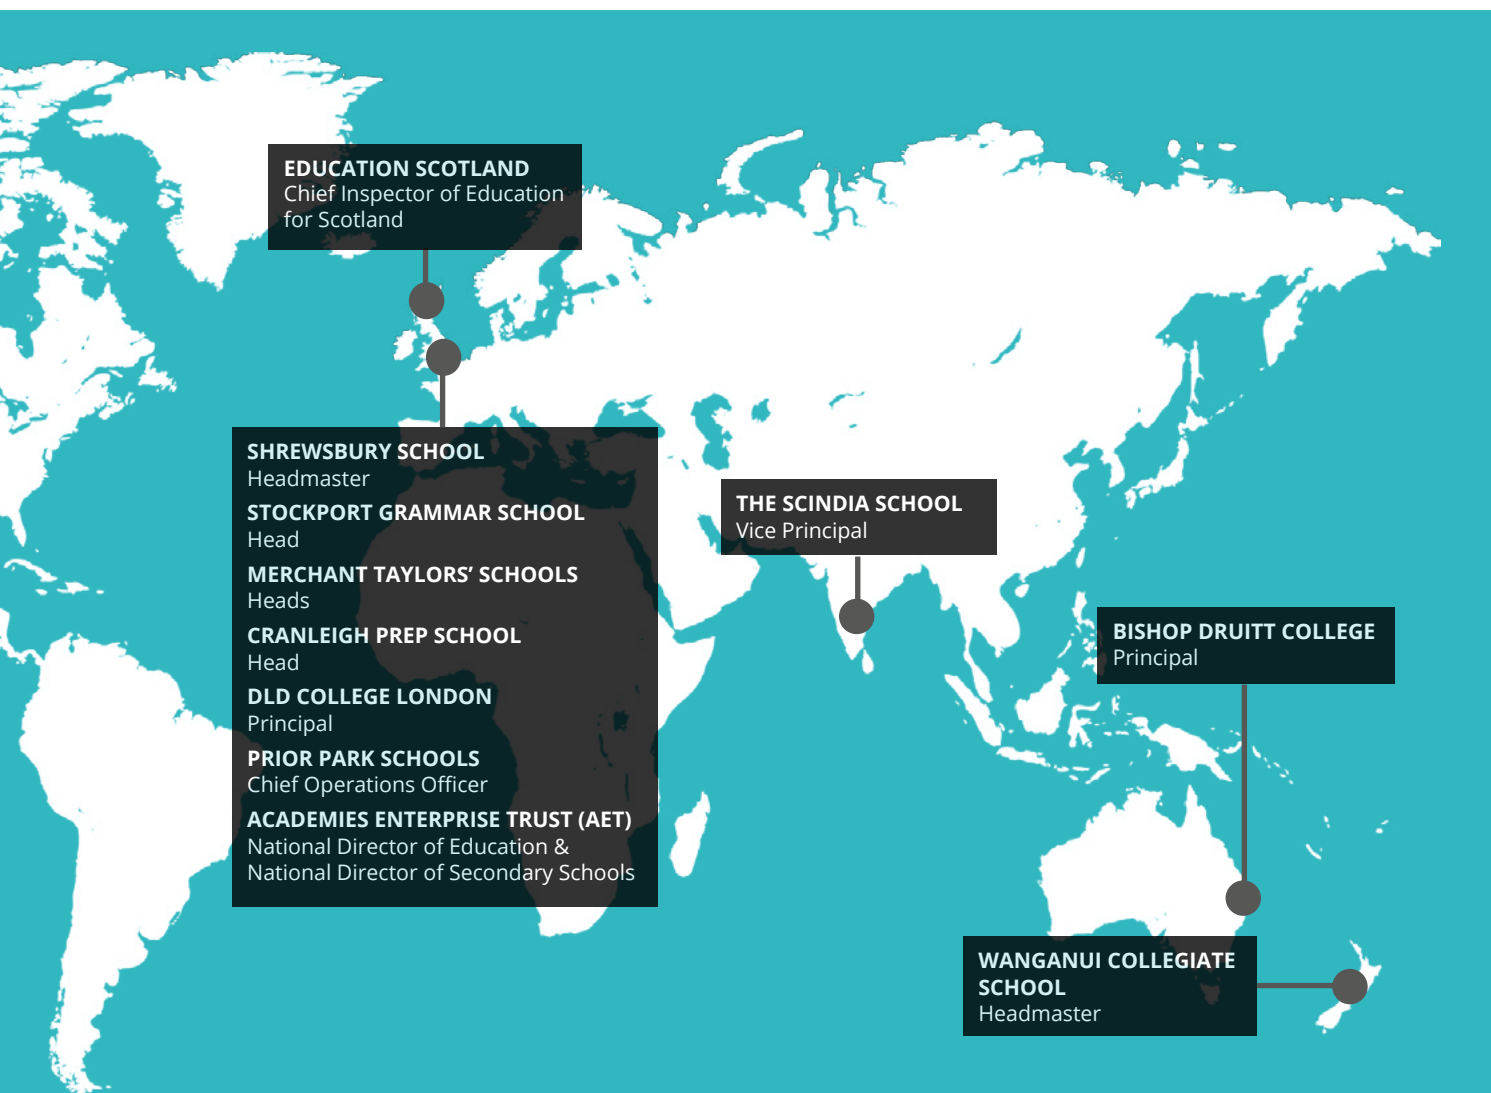 EDUCATION SCOTLAND
Chief Inspector of Education
for Scotland
SHREWSBURY SCHOOL
Headmaster
STOCKPORT GRAMMAR SCHOOL
Head
MERCHANT TAYLORS’ SCHOOLS
Heads
CRANLEIGH PREP SCHOOL
Head
DLD COLLEGE LONDON
Principal
PRIOR PARK SCHOOLS
Chief Operations Officer
ACADEMIES ENTERPRISE TRUST (AET)
National Director of Education &
National Director of Secondary Schools
THE SCINDIA SCHOOL
Vice Principal
BISHOP DRUITT COLLEGE
Principal
WANGANUI COLLEGIATE
SCHOOL
Headmaster